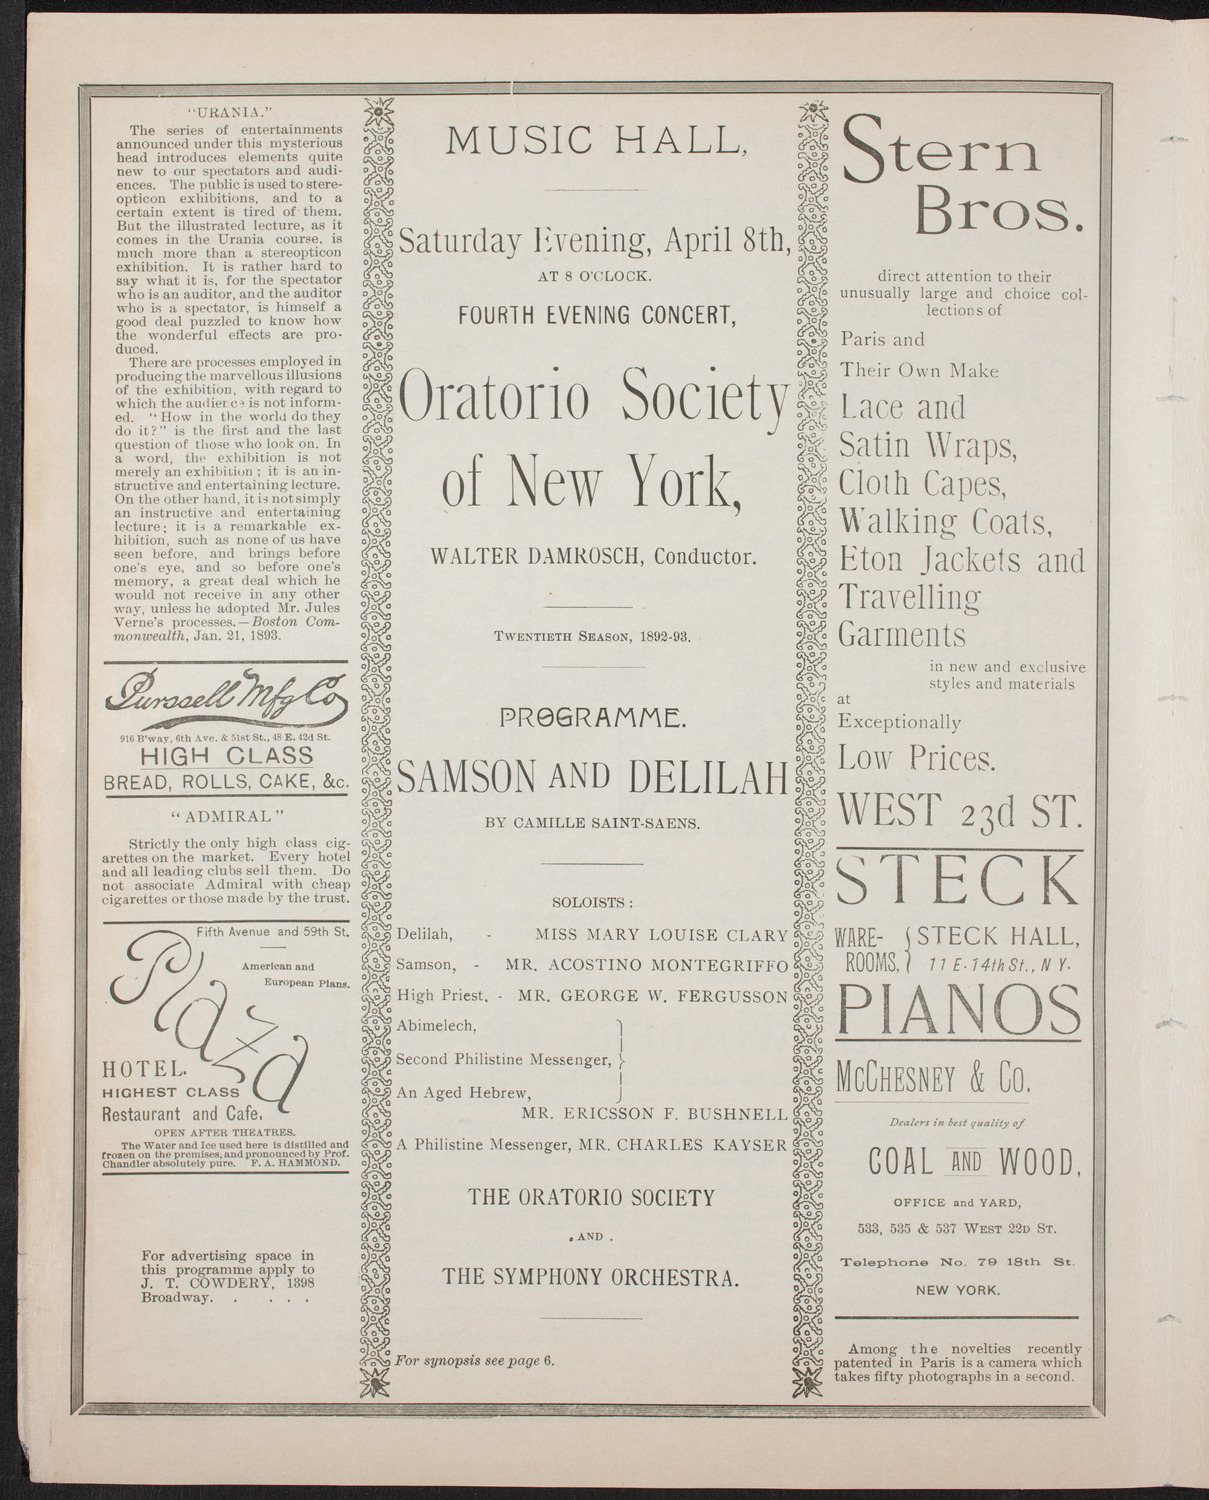 "URANIA."
The series of entertainments
announced under this mysterious
head introduces elements quite
new to our spectators and audi-
ences. The public is used to stere-
opticon exhibitions, and to a
certain extent is tired of them.
But the illustrated lecture, as it
comes in the Urania course, is
much more than a stereopticon
exhibition. It is rather hard to
say what it is, for the spectator
who is an auditor, and the auditor
who is a spectator, is himself a
good deal puzzled to know how
the wonderful effects are pro-
duced.
There are processes employed in
producing the marvellous illusions
of the exhibition, with regard to
which the audience is not inform-
ed. "How in the world do they
do it?" is the first and the last
question of those who look on. In
a word, the exhibition is not
merely an exhibition; it is an in-
structive and entertaining lecture.
On the other hand, it is not simply
an instructive and entertaining
lecture; it is a remarkable ex-
hibition, such as none of us have
seen before, and brings before
one's eye, and so before one's
memory, a great deal which he
would not receive in any other
way, unless he adopted Mr. Jules
Verne's processes.—Boston Com-
monwealth, Jan. 21, 1893.
Purssell Mfg Co
916 B'way, 6th Ave. & 51st St., 48 E. 42d St.
HIGH CLASS
BREAD, ROLLS, CAKE, &c.
"ADMIRAL"
Strictly the only high class cig-
arettes on the market. Every hotel
and all leading clubs sell them. Do
not associate Admiral with cheap
cigarettes or those made by the trust.
Fifth Avenue and 59th St.
American and
European Plans.
Plaza
HOTEL.
HIGHEST CLASS
Restaurant and Cafe.
OPEN AFTER THEATRES.
The Water and Ice used here is distilled and
frozen on the premises, and pronounced by Prof.
Chandler absolutely pure. F. A. HAMMOND.
For advertising space in
this programme apply to
J. T. COWDERY, 1398
Broadway. . . . .
MUSIC HALL,
Saturday Evening, April 8th,
AT 8 O'CLOCK.
FOURTH EVENING CONCERT,
Oratorio Society
of New York,
WALTER DAMROSCH, Conductor.
TWENTIETH SEASON, 1892-93.
PROGRAMME.
SAMSON AND DELILAH
BY CAMILLE SAINT-SAENS.
SOLOISTS:
Delilah, - MISS MARY LOUISE CLARY
Samson, - MR. ACOSTINO MONTEGRIFFO
High Priest, - MR. GEORGE W. FERGUSSON
Abimelech,
Second Philistine Messenger, }
An Aged Hebrew,
MR. ERICSSON F. BUSHNELL
A Philistine Messenger, MR. CHARLES KAYSER
THE ORATORIO SOCIETY
. AND .
THE SYMPHONY ORCHESTRA.
For synopsis see page 6.
Stern
Bros.
direct attention to their
unusually large and choice col-
lections of
Paris and
Their Own Make
Lace and
Satin Wraps,
Cloth Capes,
Walking Coats,
Eton Jackets and
Travelling
Garments
in new and exclusive
styles and materials
at
Exceptionally
Low Prices.
WEST 23d ST.
STECK
WARE- { STECK HALL,
ROOMS, } 11 E. 14th St., N Y.
PIANOS
McCHESNEY & Co.
Dealers in best quality of
COAL AND WOOD,
OFFICE and YARD,
533, 535 & 537 WEST 22D ST.
Telephone No. 79 18th St.
NEW YORK.
Among the novelties recently
patented in Paris is a camera which
takes fifty photographs in a second.